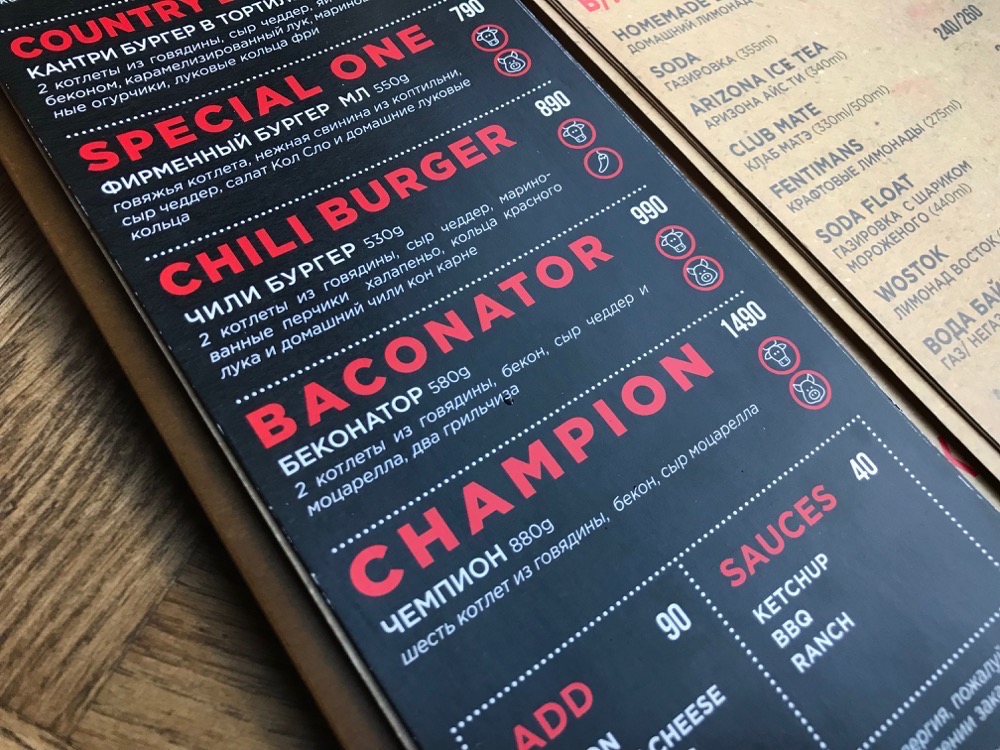 COUNTRY
КАНТРИ БУРГЕР В
2 котлеты из говядины, сыр чеддер,
беконом, карамелизированный лук,
ные огурчики, луковые кольца фри
790
SPECIAL ONE
ФИРМЕННЫЙ БУРГЕР МЛ 550g
говяжья котлета, нежная свинина из коптильни,
сыр чеддер, салат Кол Сло и домашние луковые
кольца
890
CHILI BURGER
ЧИЛИ БУРГЕР 530g
2 котлеты из говядины, сыр чеддер, марино-
ванные перчики халапеньо, кольца красного
лука и домашний чили кон карне
990
BACONATOR
БЕКОНАТОР 580g
2 котлеты из говядины, бекон, сыр чеддер и
моцарелла, два грильчиза
1490
CHAMPION
ЧЕМПИОН 880g
шесть котлет из говядины, бекон, сыр моцарелла
90
ADD
CHEESE
40
SAUCES
KETCHUP
BBQ
RANCH
HOMEMADE
ДОМАШНИЙ ЛИМОНАД
240/260
SODA
ГАЗИРОВКА (355ml)
ARIZONA ICE TEA
АРИЗОНА АЙС ТИ (340ml)
CLUB MATE
КЛАБ МАТЭ (330ml/500ml)
FENTIMANS
КРАФТОВЫЕ ЛИМОНАДЫ (275ml)
SODA FLOAT
ГАЗИРОВКА С ШАРИКОМ
МОРОЖЕНОГО (440ml)
WOSTOK
ЛИМОНАД ВОСТОК
ВОДА
ГАЗ/